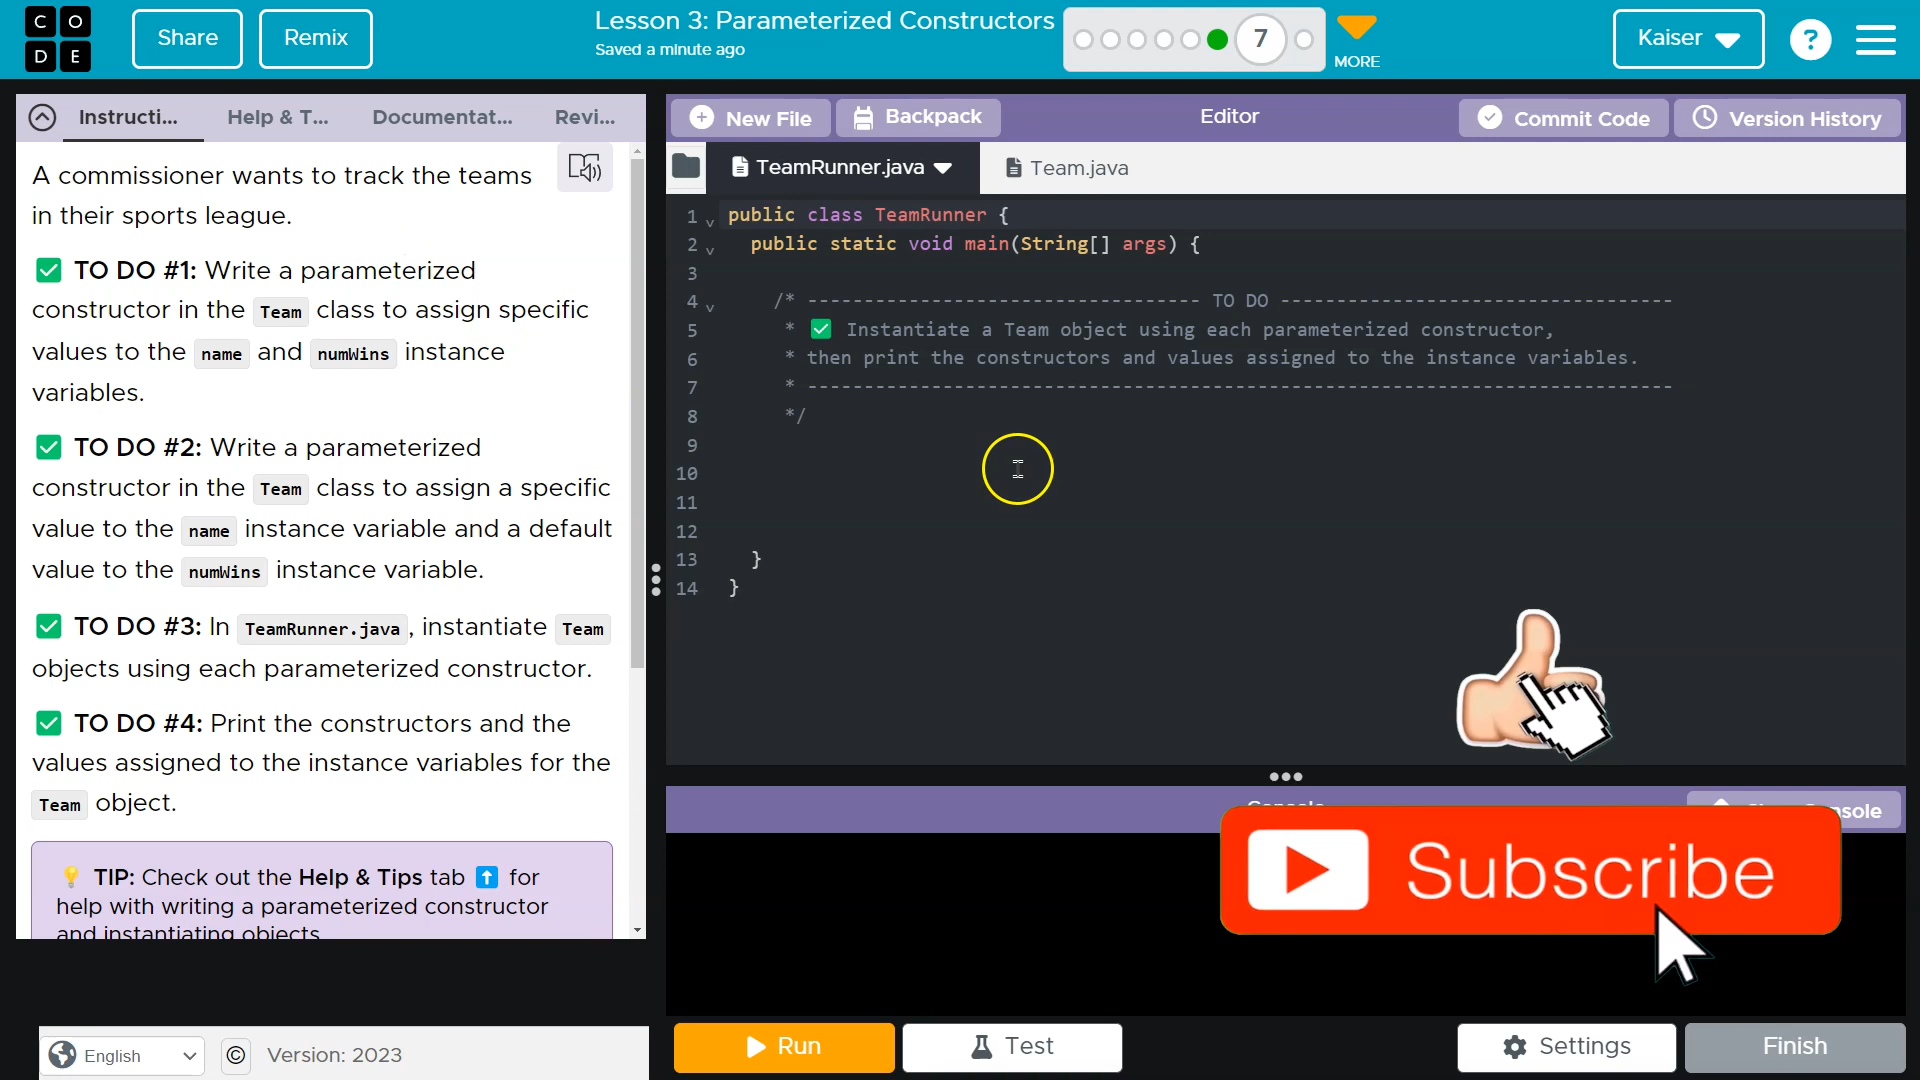 CODE
Share
Remix
Lesson 3: Parameterized Constructors
Saved a minute ago
7
MORE
Kaiser
?
Instructi...
Help & T...
Documentat...
Revi...
A commissioner wants to track the teams
in their sports league.
✅ TO DO #1: Write a parameterized
constructor in the Team class to assign specific
values to the name and numWins instance
variables.
✅ TO DO #2: Write a parameterized
constructor in the Team class to assign a specific
value to the name instance variable and a default
value to the numWins instance variable.
✅ TO DO #3: In TeamRunner.java, instantiate Team
objects using each parameterized constructor.
✅ TO DO #4: Print the constructors and the
values assigned to the instance variables for the
Team object.
💡 TIP: Check out the Help & Tips tab ⬆️ for
help with writing a parameterized constructor
and instantiating objects
English
© Version: 2023
New File
Backpack
Editor
Commit Code
Version History
TeamRunner.java
Team.java
1 public class TeamRunner {
2 public static void main(String[] args) {
3
4 /* ----------------------------------- TO DO -----------------------------------
5 * ✅ Instantiate a Team object using each parameterized constructor,
6 * then print the constructors and values assigned to the instance variables.
7 * -----------------------------------------------------------------------------
8 */
9
10
11
12
13 }
14 }
Console
Subscribe
Run
Test
Settings
Finish